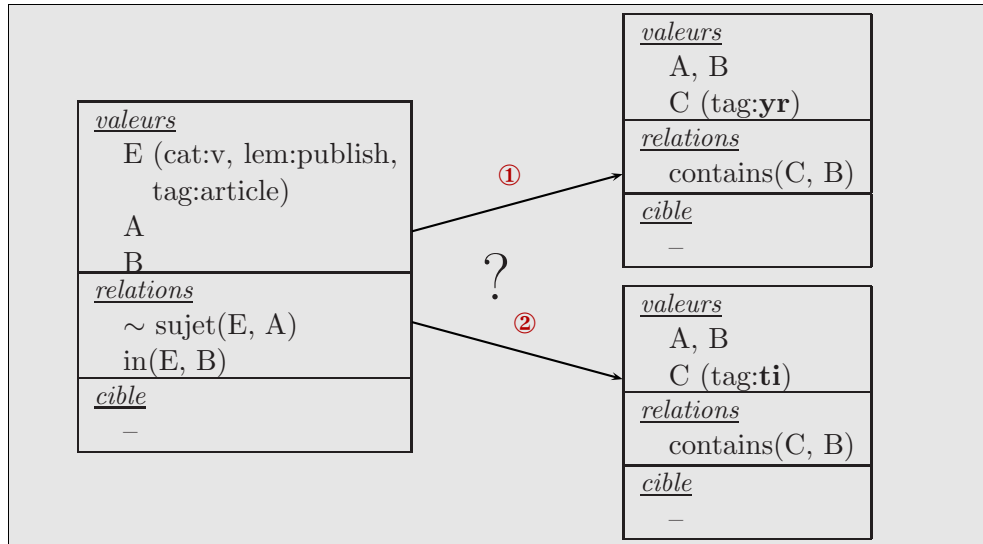 valeurs
E (cat:v, lem:publish,
tag:article)
A
B
relations
∼ sujet(E, A)
in(E, B)
cible
–
①
?
②
valeurs
A, B
C (tag:yr)
relations
contains(C, B)
cible
–
valeurs
A, B
C (tag:ti)
relations
contains(C, B)
cible
–